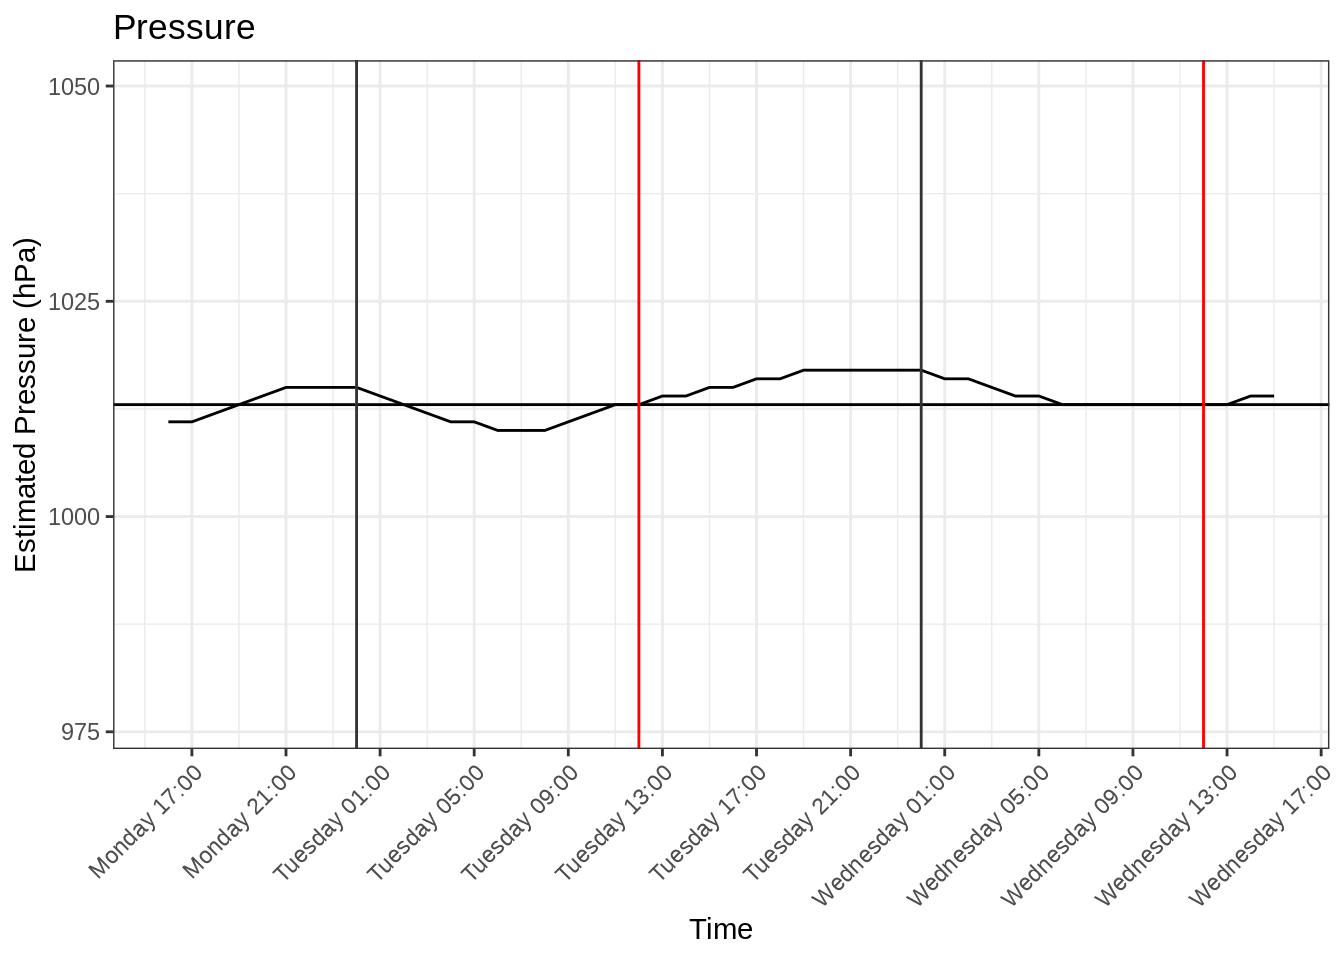 Pressure
Estimated Pressure (hPa)
1050
1025
1000
975
Monday 17:00
Monday 21:00
Tuesday 01:00
Tuesday 05:00
Tuesday 09:00
Tuesday 13:00
Tuesday 17:00
Tuesday 21:00
Wednesday 01:00
Wednesday 05:00
Wednesday 09:00
Wednesday 13:00
Wednesday 17:00
Time